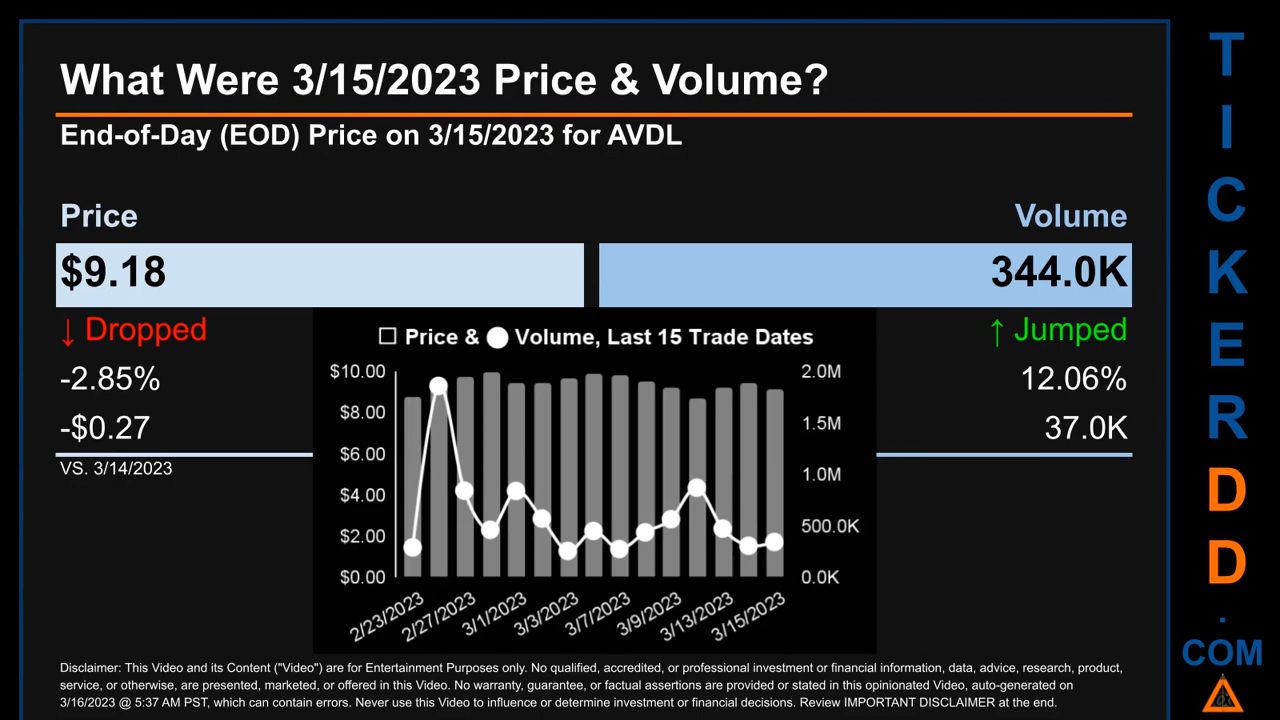 What Were 3/15/2023 Price & Volume?
End-of-Day (EOD) Price on 3/15/2023 for AVDL
Price
Volume
$9.18
344.0K
↓ Dropped
↑ Jumped
-2.85%
12.06%
-$0.27
37.0K
VS. 3/14/2023
Price & Volume, Last 15 Trade Dates
$10.00
$8.00
$6.00
$4.00
$2.00
$0.00
2.0M
1.5M
1.0M
500.0K
0.0K
2/23/2023
2/27/2023
3/1/2023
3/3/2023
3/7/2023
3/9/2023
3/13/2023
3/15/2023
Disclaimer: This Video and its Content ("Video") are for Entertainment Purposes only. No qualified, accredited, or professional investment or financial information, data, advice, research, product,
service, or otherwise, are presented, marketed, or offered in this Video. No warranty, guarantee, or factual assertions are provided or stated in this opinionated Video, auto-generated on
3/16/2023 @ 5:37 AM PST, which can contain errors. Never use this Video to influence or determine investment or financial decisions. Review IMPORTANT DISCLAIMER at the end.
T
I
C
K
E
R
D
D
.
COM